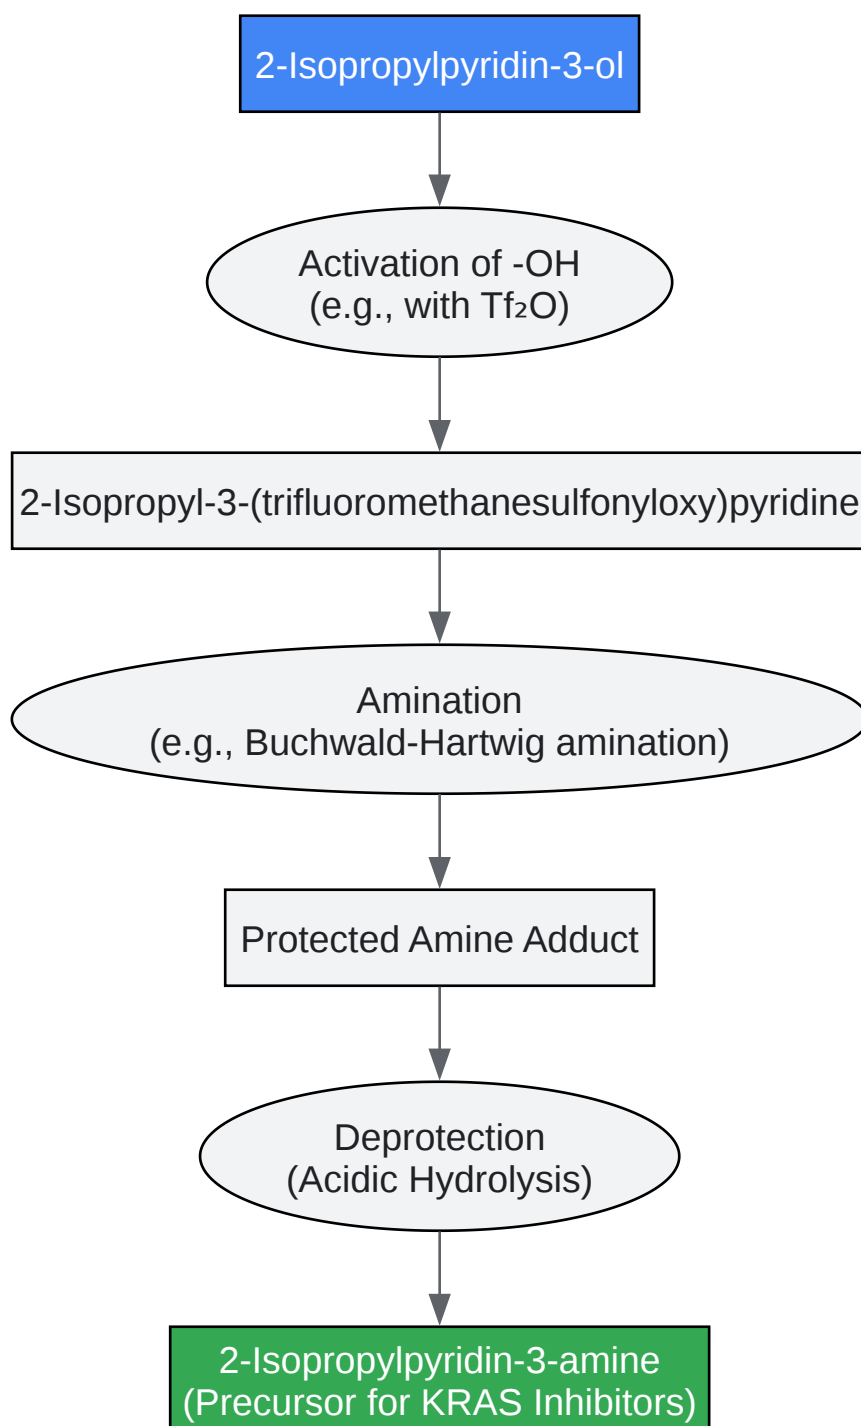 2-Isopropylpyridin-3-ol
Activation of -OH
(e.g., with Tf₂O)
2-Isopropyl-3-(trifluoromethanesulfonyloxy)pyridine
Amination
(e.g., Buchwald-Hartwig amination)
Protected Amine Adduct
Deprotection
(Acidic Hydrolysis)
2-Isopropylpyridin-3-amine
(Precursor for KRAS Inhibitors)